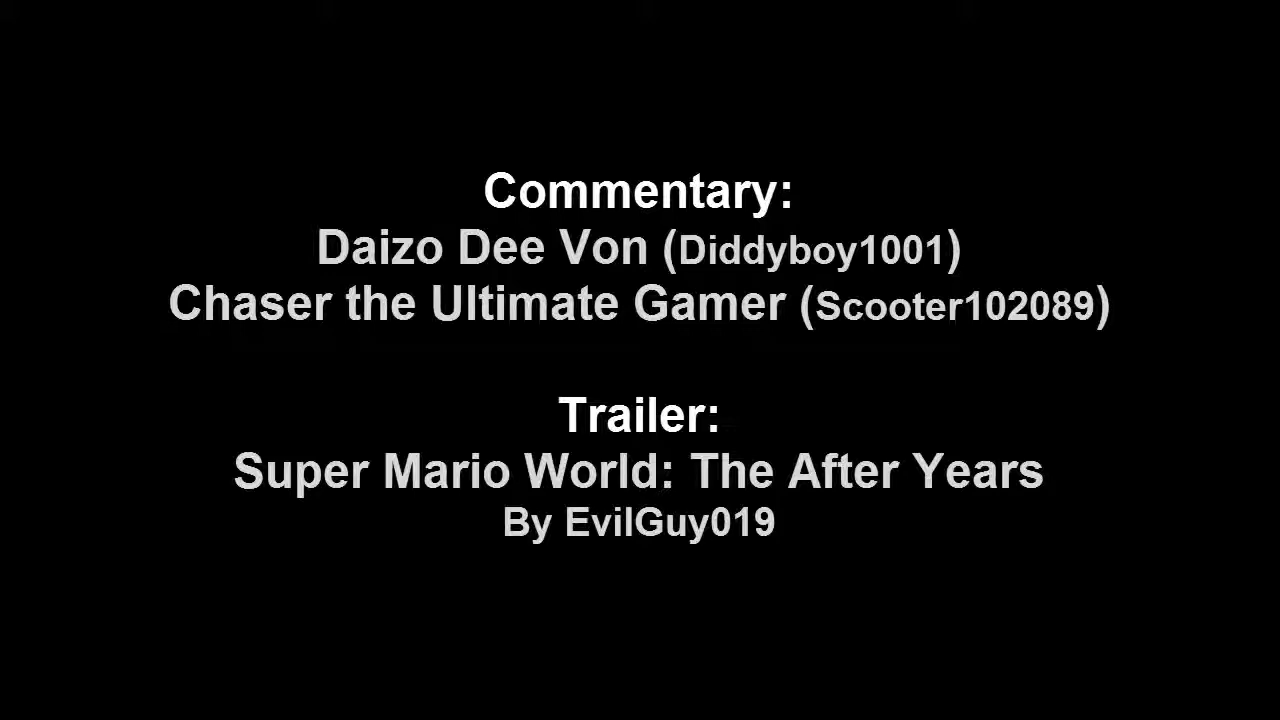 Commentary:
Daizo Dee Von (Diddyboy1001)
Chaser the Ultimate Gamer (Scooter102089)
Trailer:
Super Mario World: The After Years
By EvilGuy019